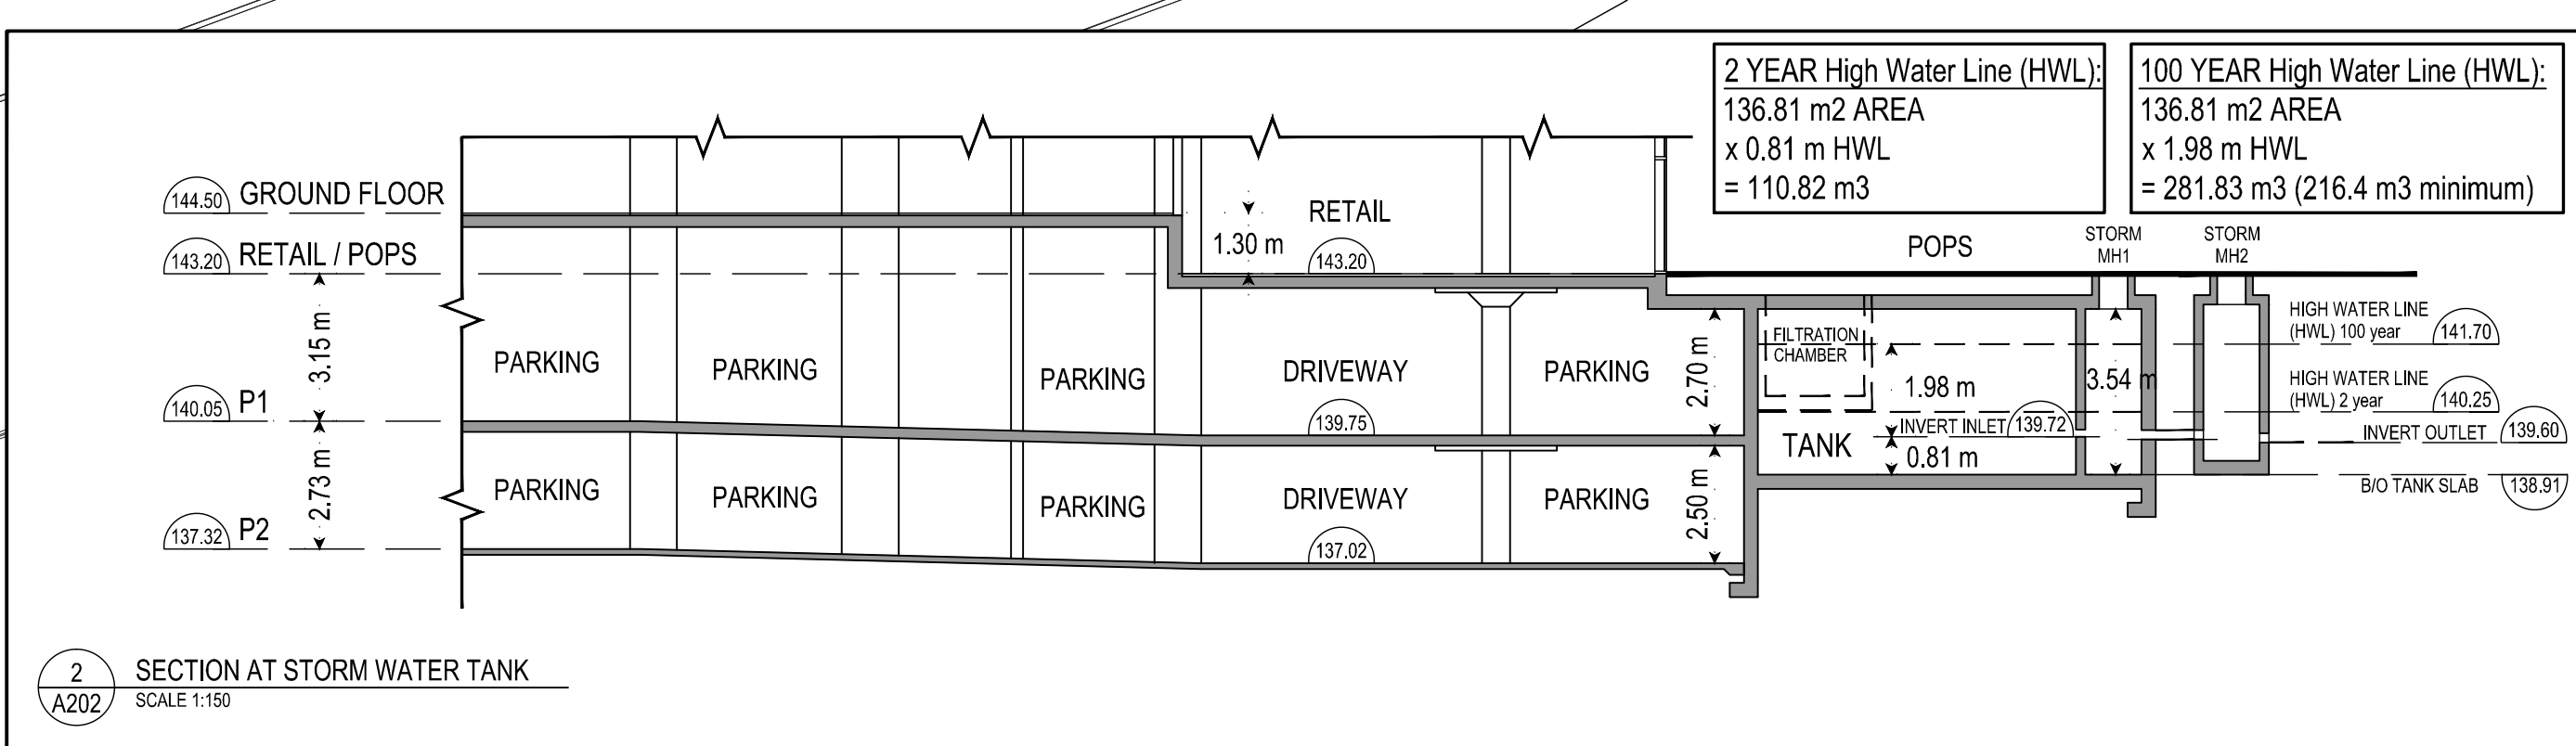 2 YEAR High Water Line (HWL):
136.81 m2 AREA
x 0.81 m HWL
= 110.82 m3
100 YEAR High Water Line (HWL):
136.81 m2 AREA
x 1.98 m HWL
= 281.83 m3 (216.4 m3 minimum)
144.50 GROUND FLOOR
143.20 RETAIL / POPS
3.15 m
140.05 P1
2.73 m
137.32 P2
1.30 m
RETAIL
143.20
POPS
STORM
MH1
STORM
MH2
PARKING
PARKING
PARKING
DRIVEWAY
PARKING
139.75
2.70 m
PARKING
PARKING
PARKING
DRIVEWAY
PARKING
137.02
2.50 m
FILTRATION
CHAMBER
1.98 m
3.54 m
TANK
INVERT INLET 139.72
0.81 m
HIGH WATER LINE
(HWL) 100 year
141.70
HIGH WATER LINE
(HWL) 2 year
140.25
INVERT OUTLET 139.60
B/O TANK SLAB 138.91
2
A202
SECTION AT STORM WATER TANK
SCALE 1:150